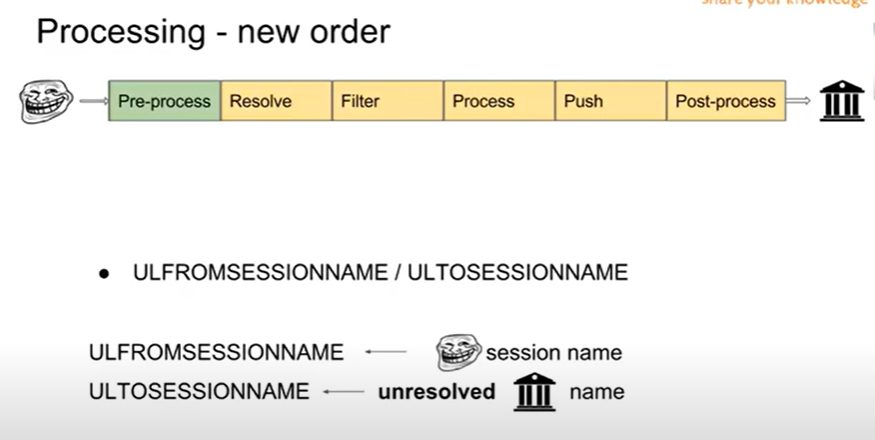 share your knowledge
Processing - new order
Pre-process Resolve Filter Process Push Post-process
● ULFROMSESSIONNAME / ULTOSESSIONNAME
ULFROMSESSIONNAME ← session name
ULTOSESSIONNAME ← unresolved name